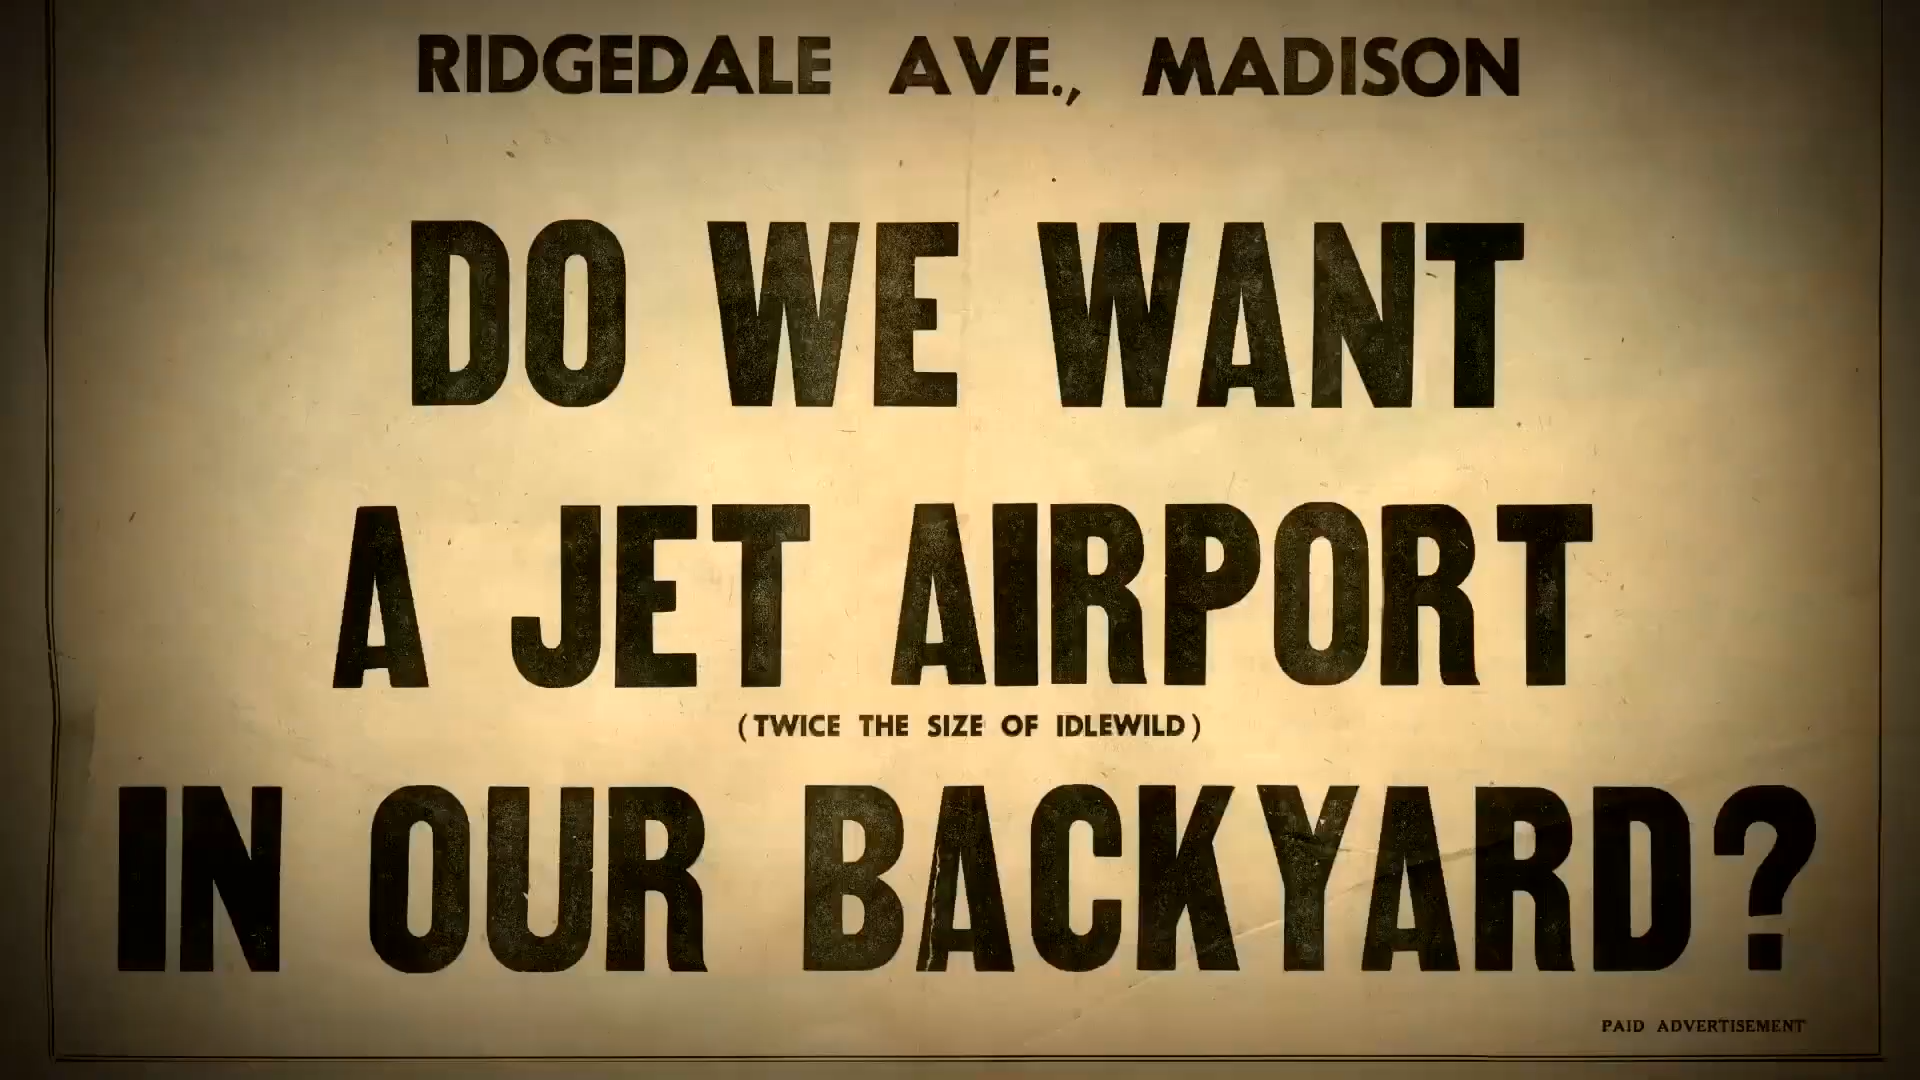 RIDGEDALE AVE., MADISON
DO WE WANT
A JET AIRPORT
(TWICE THE SIZE OF IDLEWILD)
IN OUR BACKYARD?
PAID ADVERTISEMENT